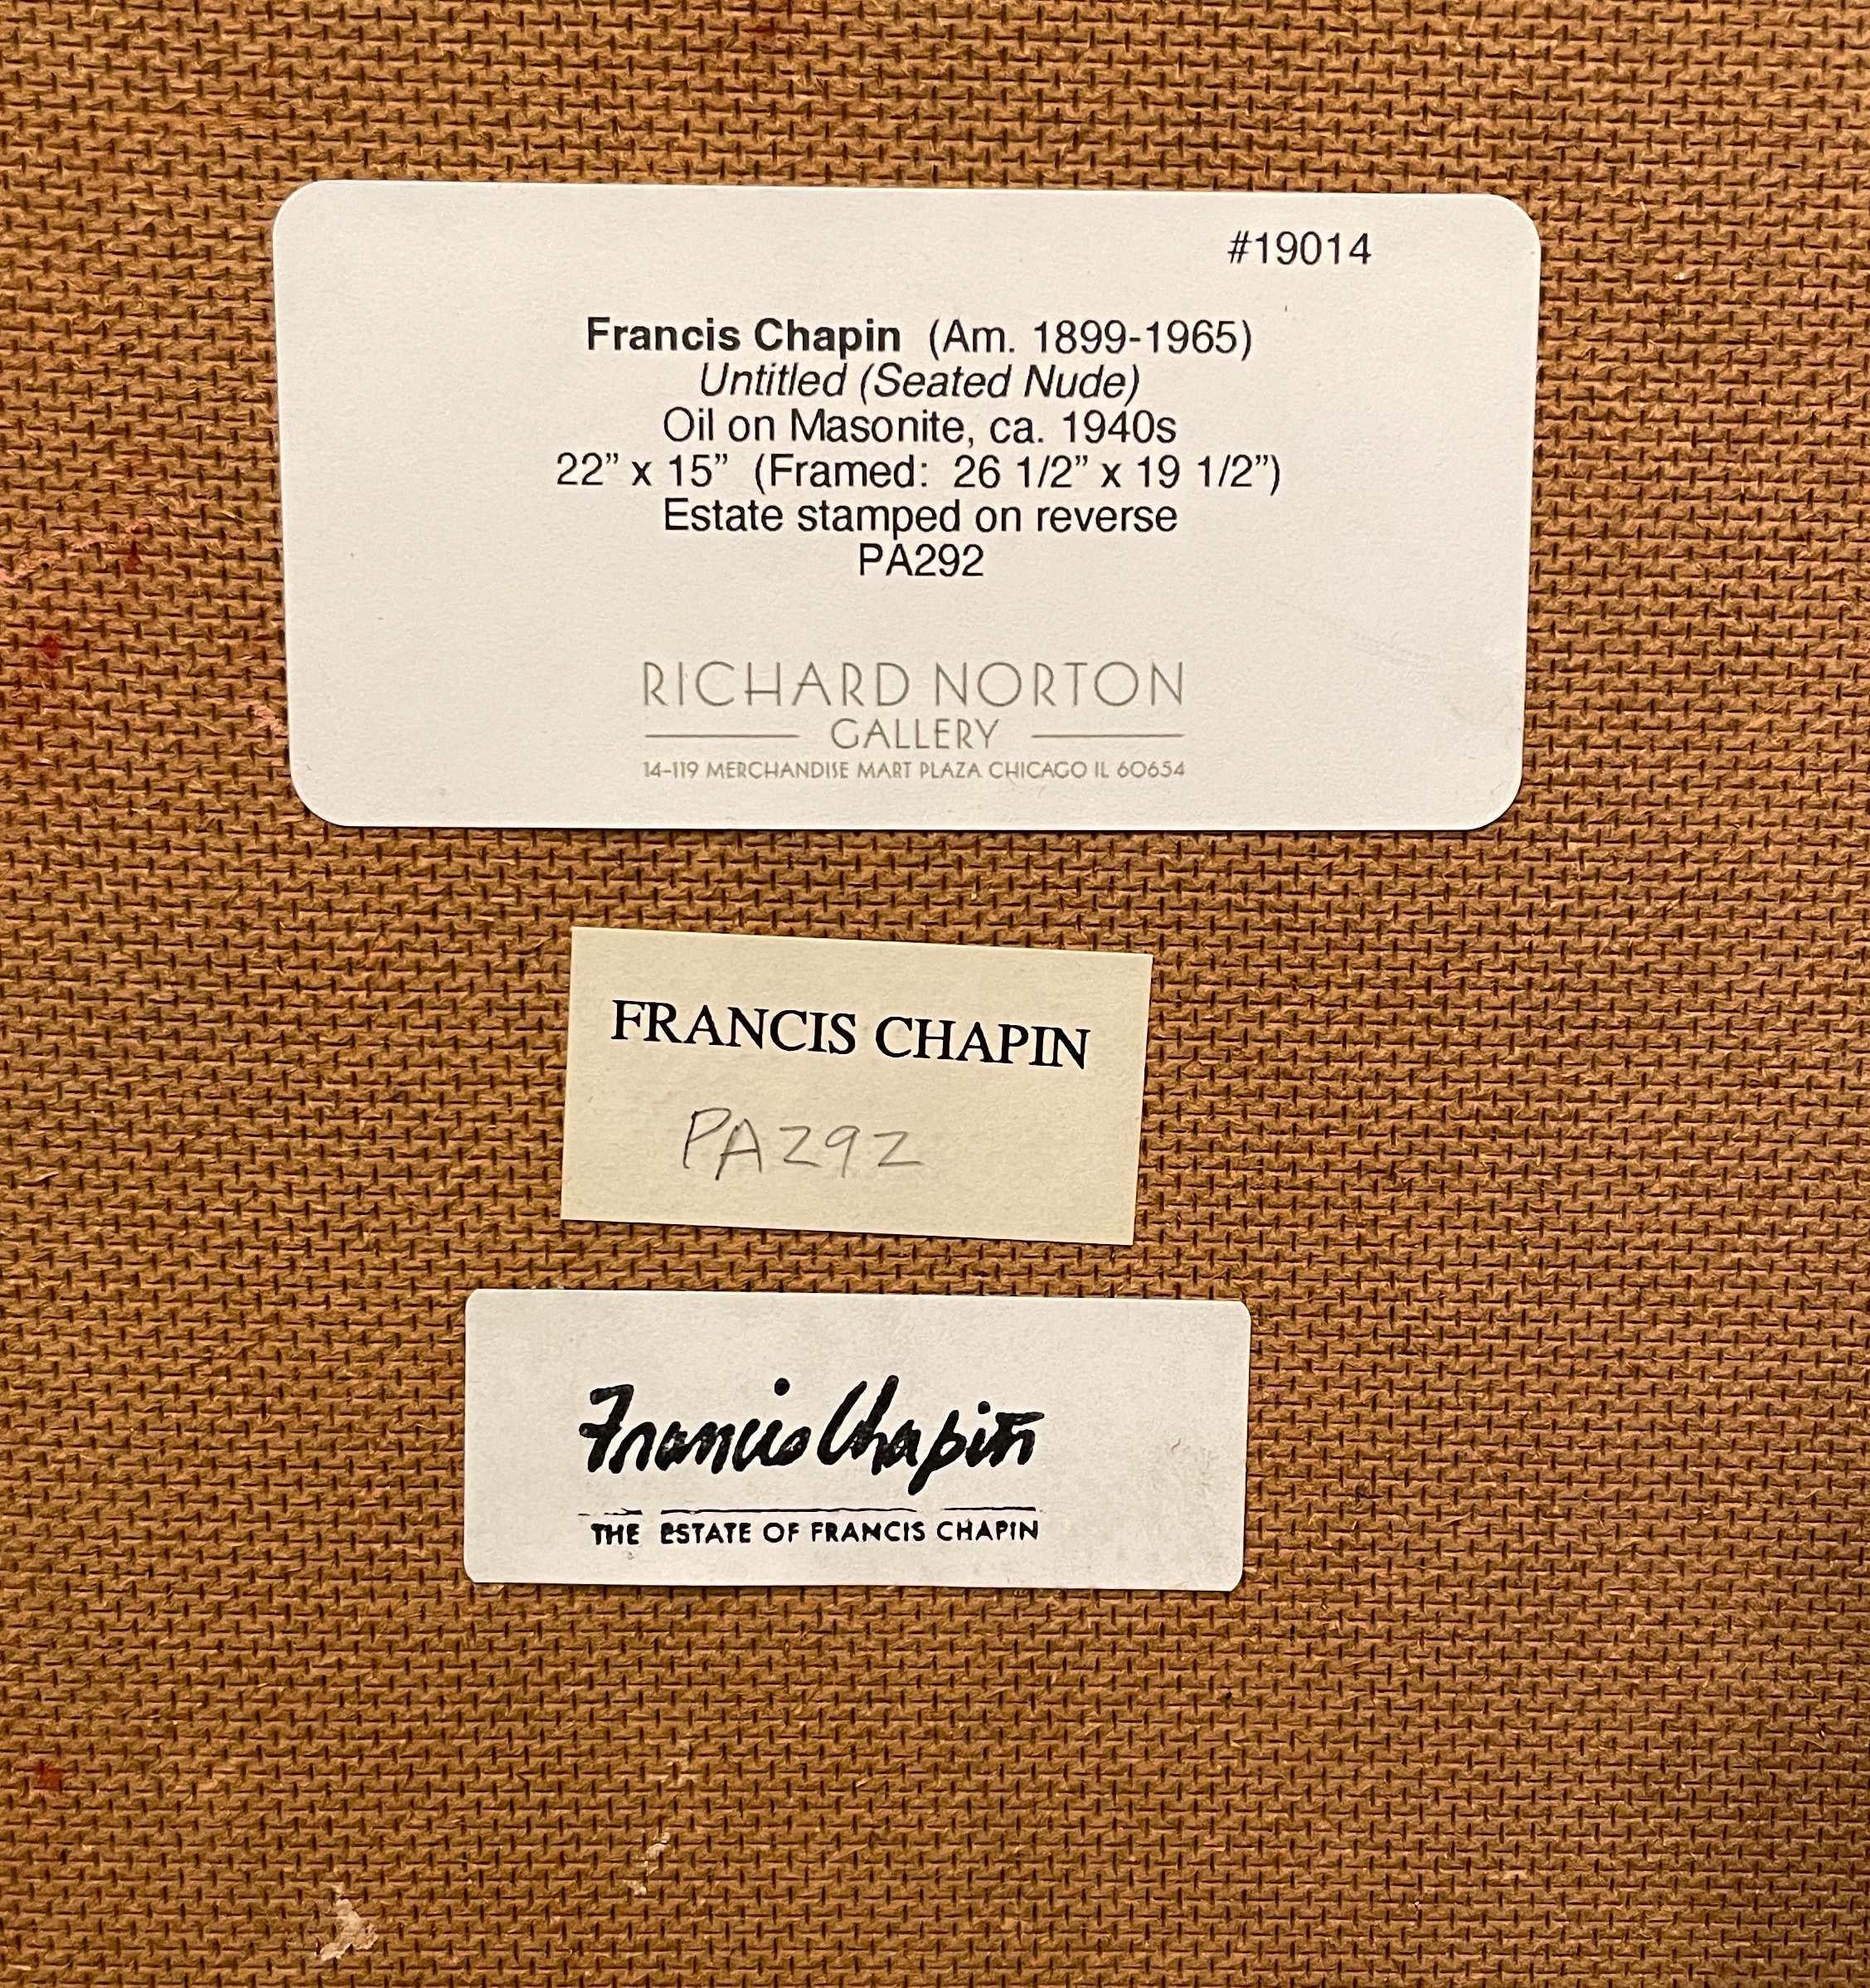 #19014
Francis Chapin (Am. 1899-1965)
Untitled (Seated Nude)
Oil on Masonite, ca. 1940s
22” x 15” (Framed: 26 1/2” x 19 1/2”)
Estate stamped on reverse
PA292
RICHARD NORTON
GALLERY
14-119 MERCHANDISE MART PLAZA CHICAGO IL 60654
FRANCIS CHAPIN
PA292
Francis Chapin
THE ESTATE OF FRANCIS CHAPIN